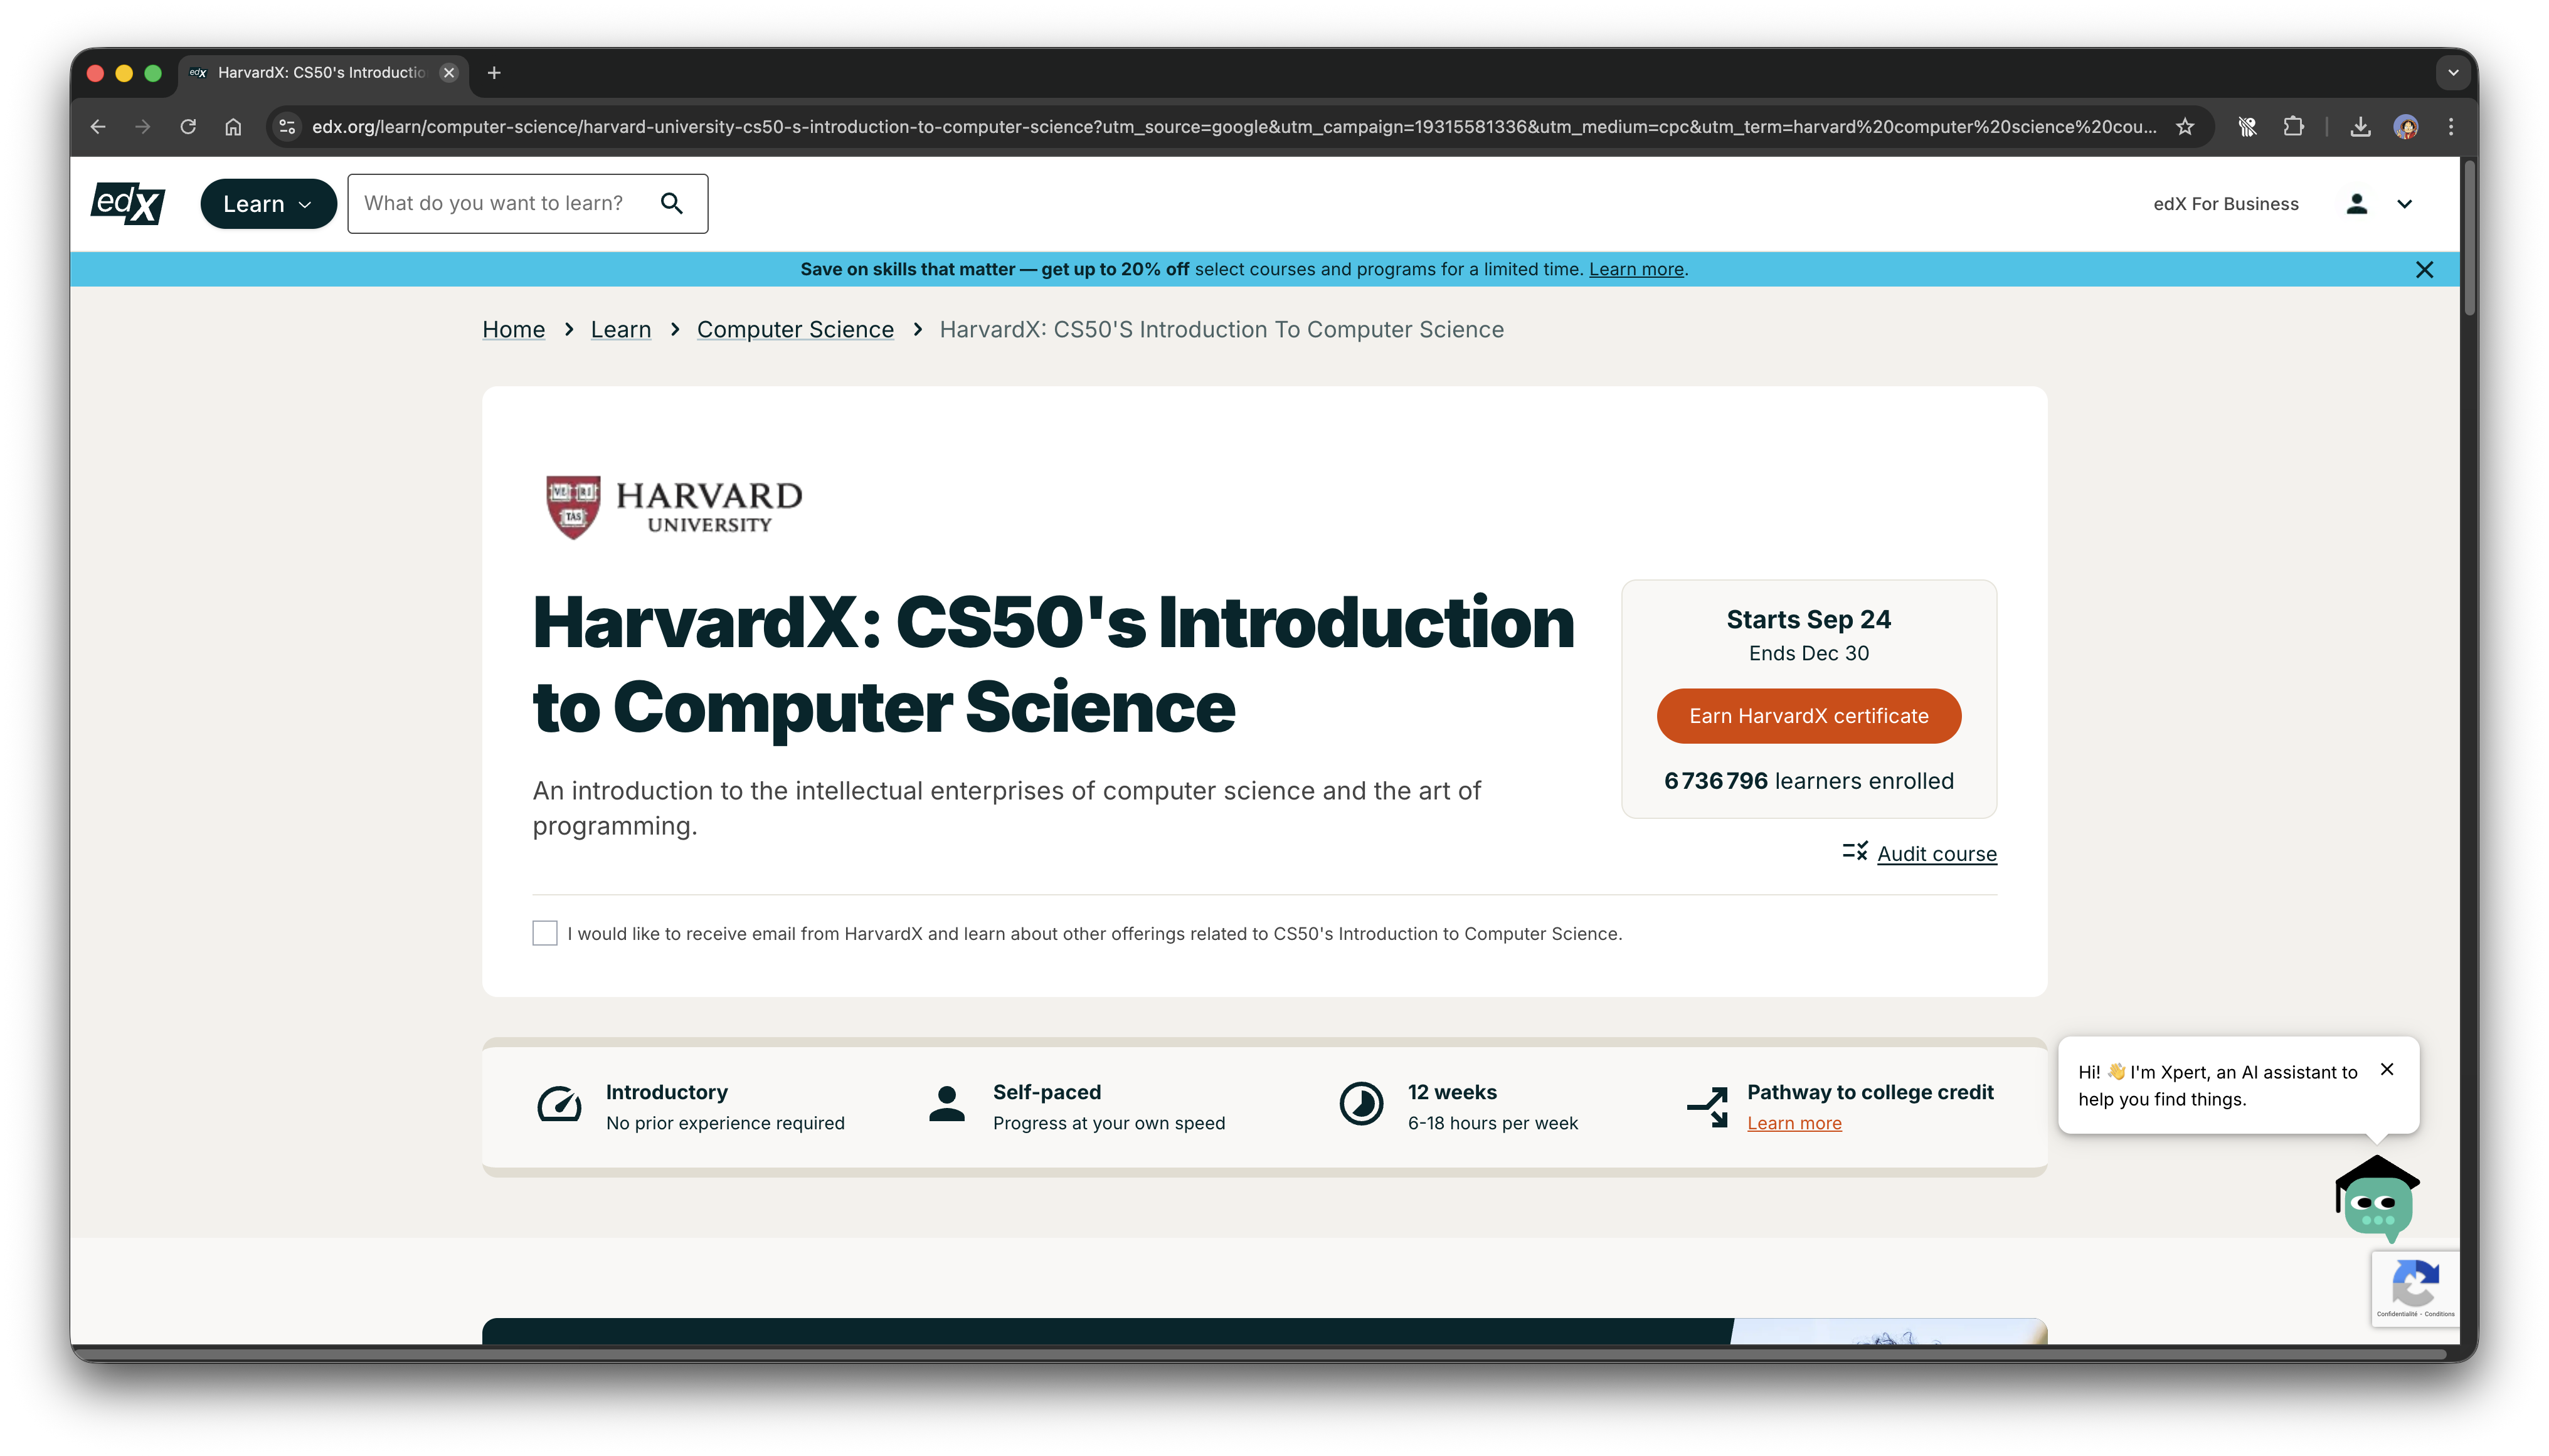 edX
HarvardX: CS50's Introductio
edx.org/learn/computer-science/harvard-university-cs50-s-introduction-to-computer-science?utm_source=google&utm_campaign=19315581336&utm_medium=cpc&utm_term=harvard%20computer%20science%20cou...
edX
Learn
What do you want to learn?
edX For Business
Save on skills that matter — get up to 20% off select courses and programs for a limited time. Learn more.
Home > Learn > Computer Science > HarvardX: CS50'S Introduction To Computer Science
VE RI
TAS
HARVARD
UNIVERSITY
HarvardX: CS50's Introduction
to Computer Science
An introduction to the intellectual enterprises of computer science and the art of
programming.
Starts Sep 24
Ends Dec 30
Earn HarvardX certificate
6 736 796 learners enrolled
Audit course
I would like to receive email from HarvardX and learn about other offerings related to CS50's Introduction to Computer Science.
Introductory
No prior experience required
Self-paced
Progress at your own speed
12 weeks
6-18 hours per week
Pathway to college credit
Learn more
Hi! 👋 I'm Xpert, an AI assistant to
help you find things.
Confidentialité - Conditions